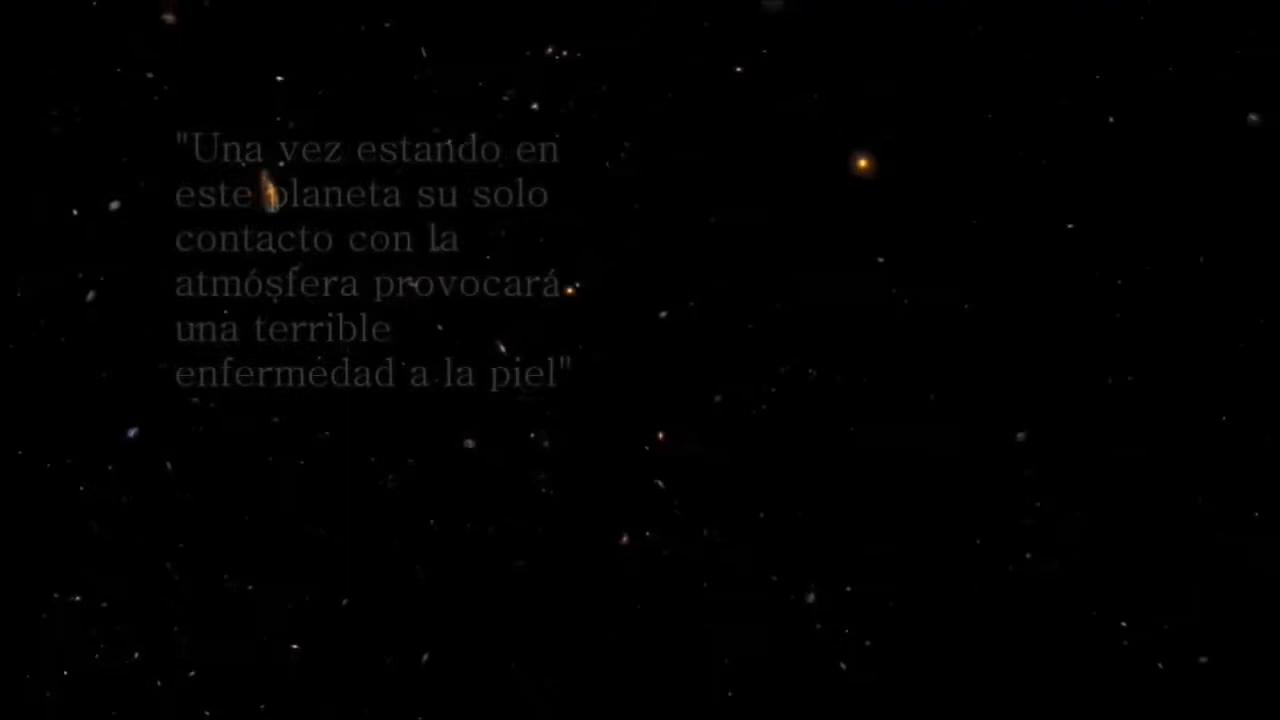 "Una vez estando en
este planeta su solo
contacto con la
atmósfera provocará
una terrible
enfermedad a la piel"